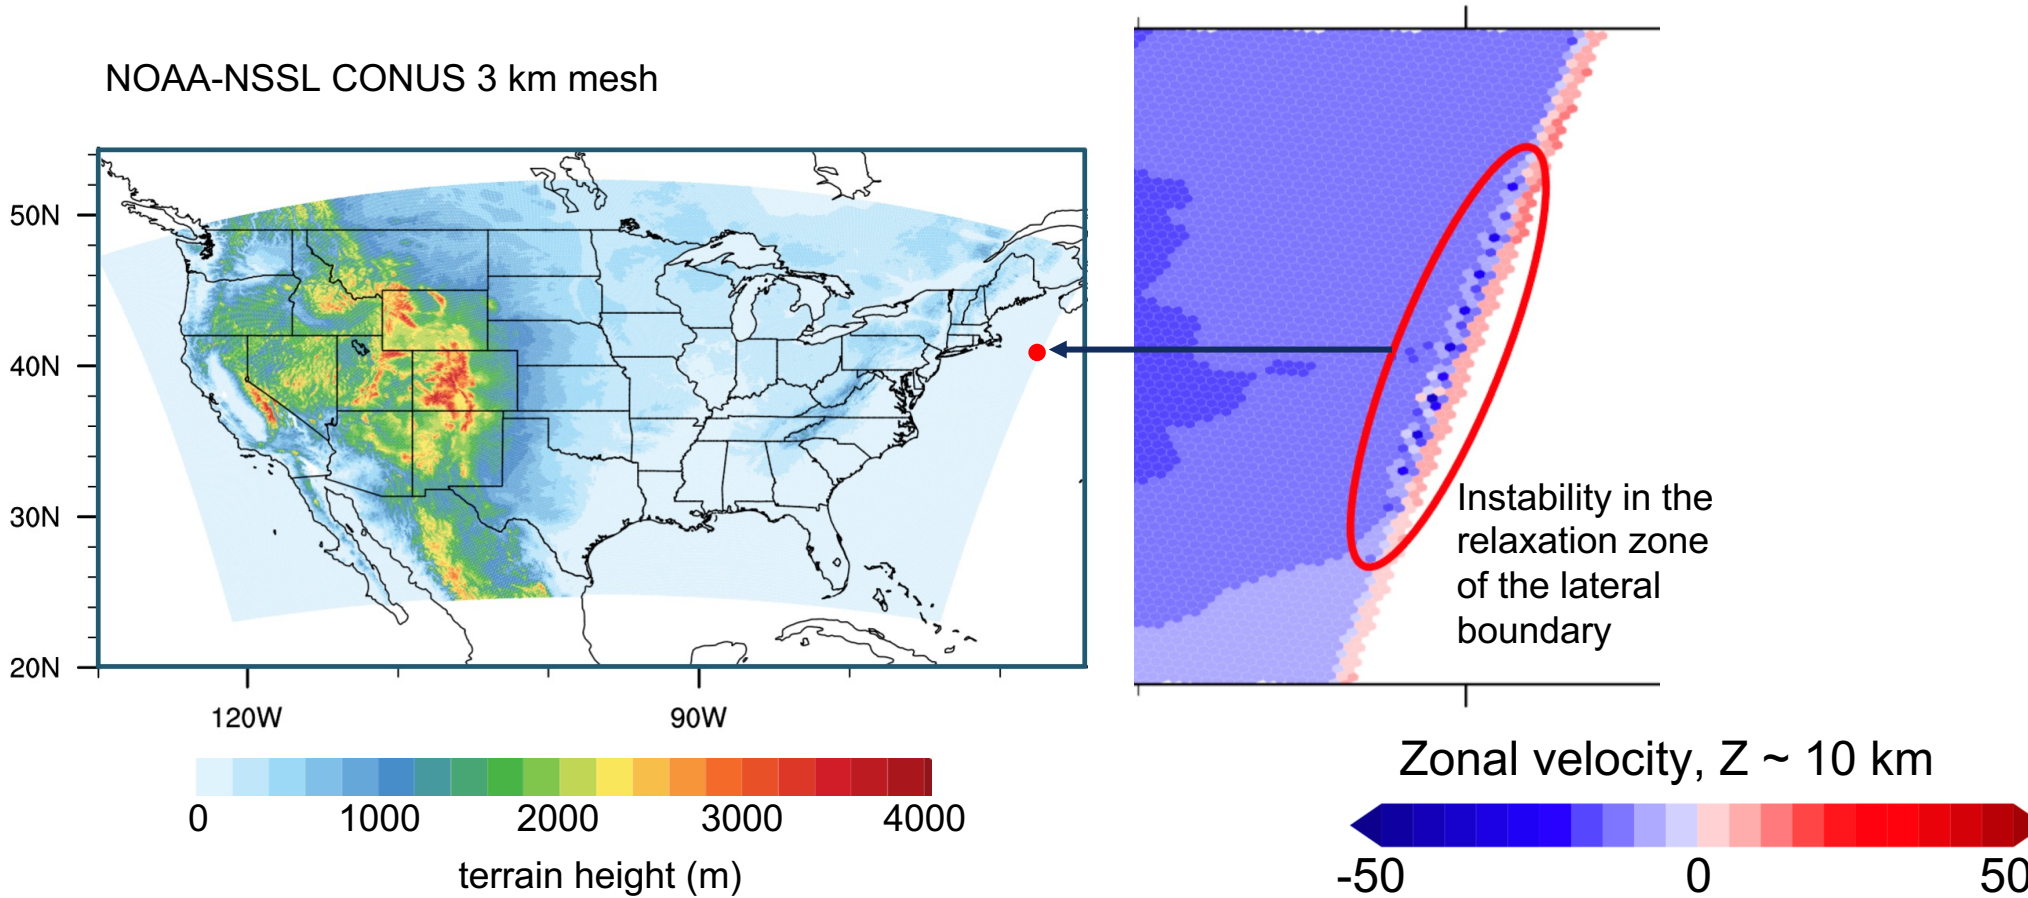 NOAA-NSSL CONUS 3 km mesh
50N
40N
30N
20N
120W
90W
0 1000 2000 3000 4000
terrain height (m)
Instability in the
relaxation zone
of the lateral
boundary
Zonal velocity, Z ~ 10 km
-50 0 50